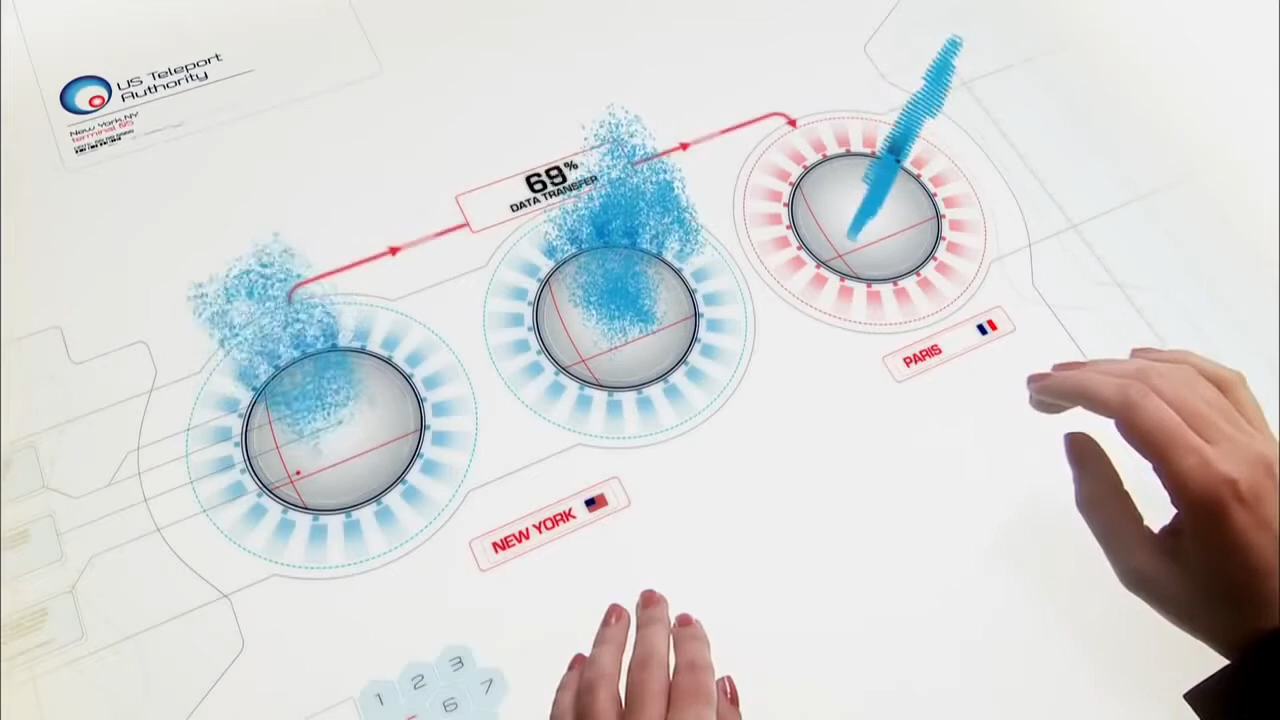 US Teleport
Authority
New York,NY
terminal 65
69%
DATA TRANSFER
PARIS
NEW YORK
1 2 3
6 7